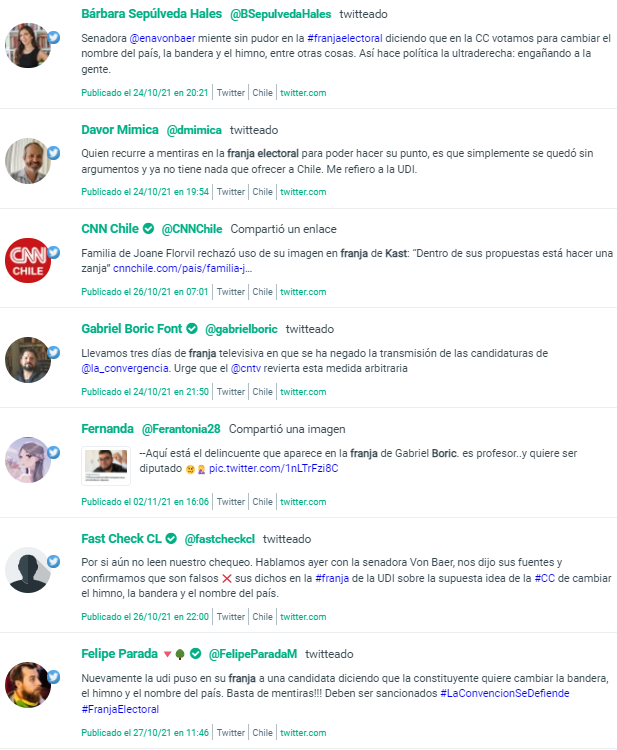 Bárbara Sepúlveda Hales @BSepulvedaHales twitteado
Senadora @enavonbaer miente sin pudor en la #franjaelectoral diciendo que en la CC votamos para cambiar el
nombre del país, la bandera y el himno, entre otras cosas. Así hace política la ultraderecha: engañando a la
gente.
Publicado el 24/10/21 en 20:21 Twitter Chile twitter.com
Davor Mimica @dmimica twitteado
Quien recurre a mentiras en la franja electoral para poder hacer su punto, es que simplemente se quedó sin
argumentos y ya no tiene nada que ofrecer a Chile. Me refiero a la UDI.
Publicado el 24/10/21 en 19:54 Twitter Chile twitter.com
CNN Chile @CNNChile Compartió un enlace
CNN
CHILE
Familia de Joane Florvil rechazó uso de su imagen en franja de Kast: "Dentro de sus propuestas está hacer una
zanja" cnnchile.com/pais/familia-j…
Publicado el 26/10/21 en 07:01 Twitter Chile twitter.com
Gabriel Boric Font @gabrielboric twitteado
Llevamos tres días de franja televisiva en que se ha negado la transmisión de las candidaturas de
@la_convergencia. Urge que el @cntv revierta esta medida arbitraria
Publicado el 24/10/21 en 21:50 Twitter Chile twitter.com
Fernanda @Ferantonia28 Compartió una imagen
--Aquí está el delincuente que aparece en la franja de Gabriel Boric. es profesor..y quiere ser
diputado 😕🤦 pic.twitter.com/1nLTrFzi8C
Publicado el 02/11/21 en 16:06 Twitter Chile twitter.com
Fast Check CL @fastcheckcl twitteado
Por si aún no leen nuestro chequeo. Hablamos ayer con la senadora Von Baer, nos dijo sus fuentes y
confirmamos que son falsos ❌ sus dichos en la #franja de la UDI sobre la supuesta idea de la #CC de cambiar
el himno, la bandera y el nombre del país.
Publicado el 26/10/21 en 22:00 Twitter Chile twitter.com
Felipe Parada 🔻🌳 @FelipeParadaM twitteado
Nuevamente la udi puso en su franja a una candidata diciendo que la constituyente quiere cambiar la bandera,
el himno y el nombre del país. Basta de mentiras!!! Deben ser sancionados #LaConvencionSeDefiende
#FranjaElectoral
Publicado el 27/10/21 en 11:46 Twitter Chile twitter.com